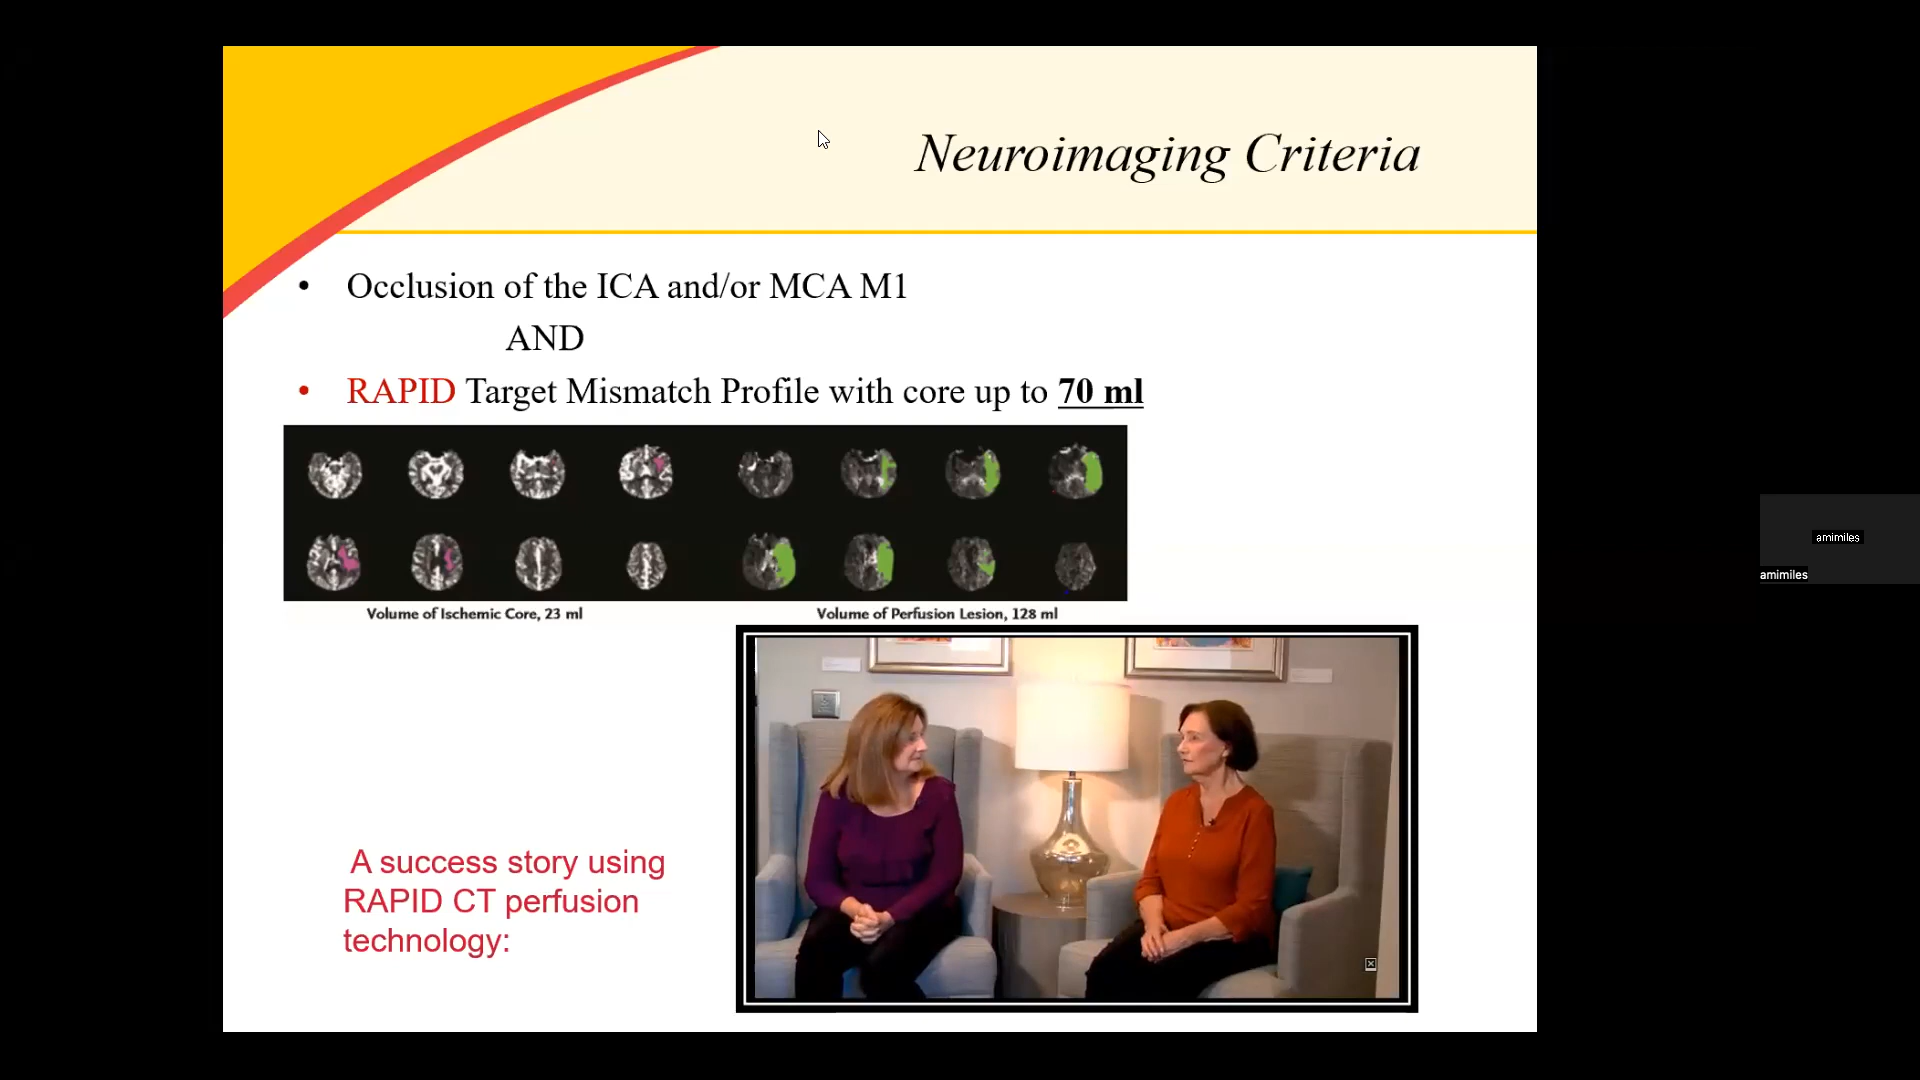 Neuroimaging Criteria
• Occlusion of the ICA and/or MCA M1
AND
• RAPID Target Mismatch Profile with core up to 70 ml
Volume of Ischemic Core, 23 ml
Volume of Perfusion Lesion, 128 ml
A success story using
RAPID CT perfusion
technology:
amimiles
amimiles